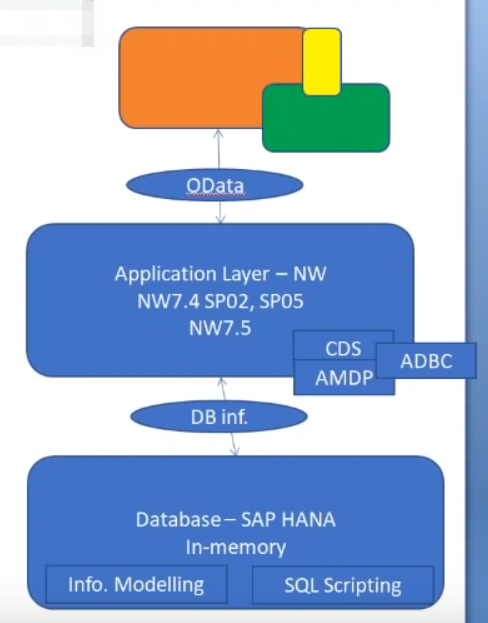 OData
Application Layer – NW
NW7.4 SP02, SP05
NW7.5
CDS
ADBC
AMDP
DB inf.
Database – SAP HANA
In-memory
Info. Modelling
SQL Scripting